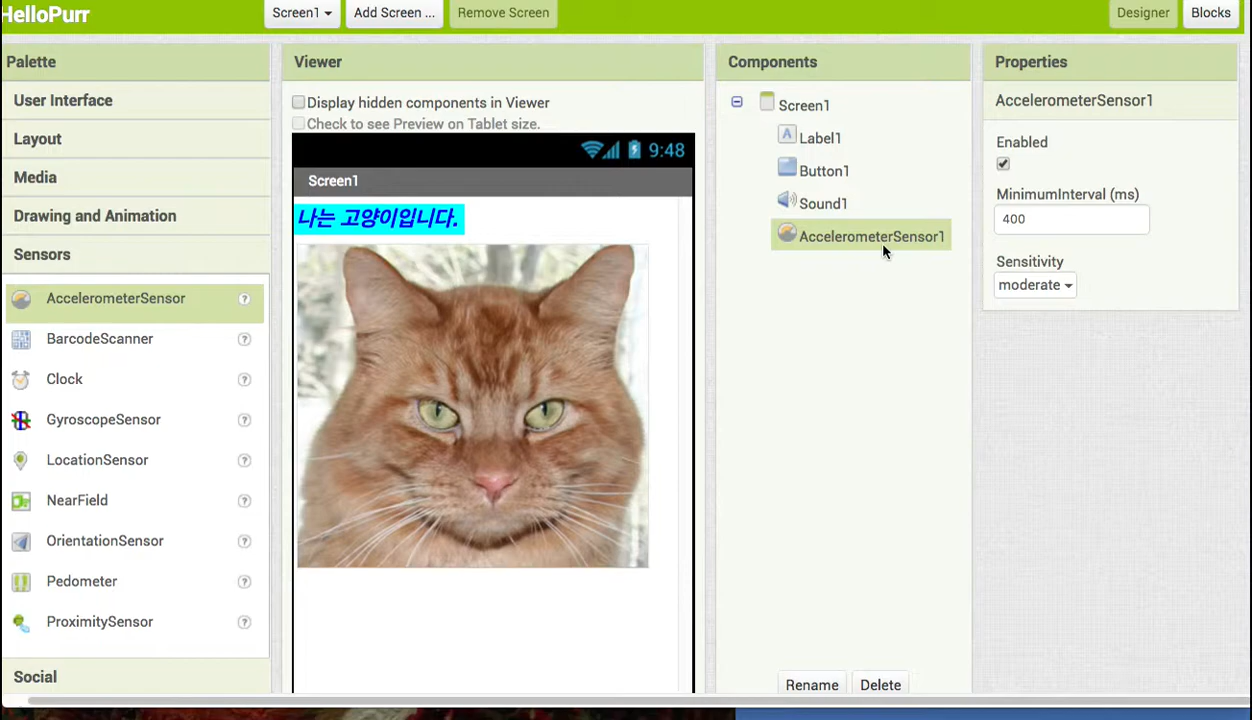 HelloPurr
Screen1
Add Screen ...
Remove Screen
Designer
Blocks
Palette
User Interface
Layout
Media
Drawing and Animation
Sensors
AccelerometerSensor
?
BarcodeScanner
?
Clock
?
GyroscopeSensor
?
LocationSensor
?
NearField
?
OrientationSensor
?
Pedometer
?
ProximitySensor
?
Social
Viewer
Display hidden components in Viewer
Check to see Preview on Tablet size.
9:48
Screen1
나는 고양이입니다.
Components
Screen1
A
Label1
Button1
Sound1
AccelerometerSensor1
Rename
Delete
Properties
AccelerometerSensor1
Enabled
MinimumInterval (ms)
400
Sensitivity
moderate